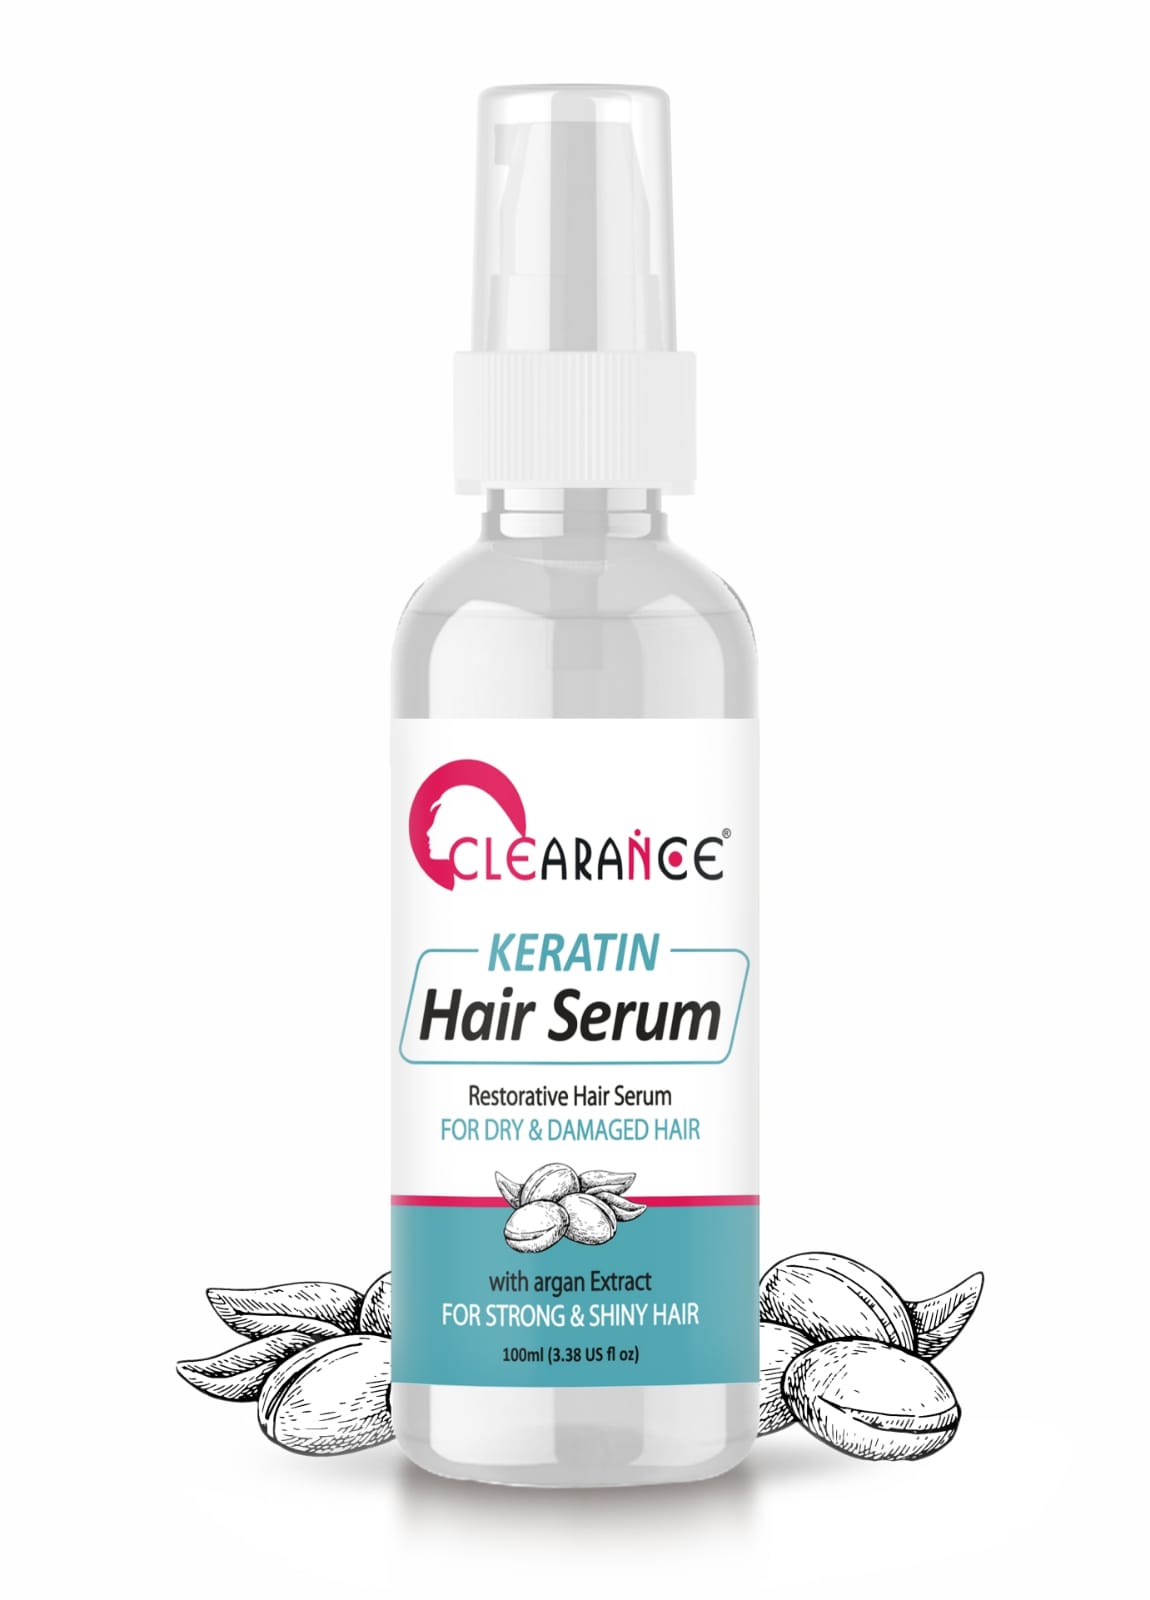 CLEARANCE®
KERATIN
Hair Serum
Restorative Hair Serum
FOR DRY & DAMAGED HAIR
with argan Extract
FOR STRONG & SHINY HAIR
100ml (3.38 US fl oz)